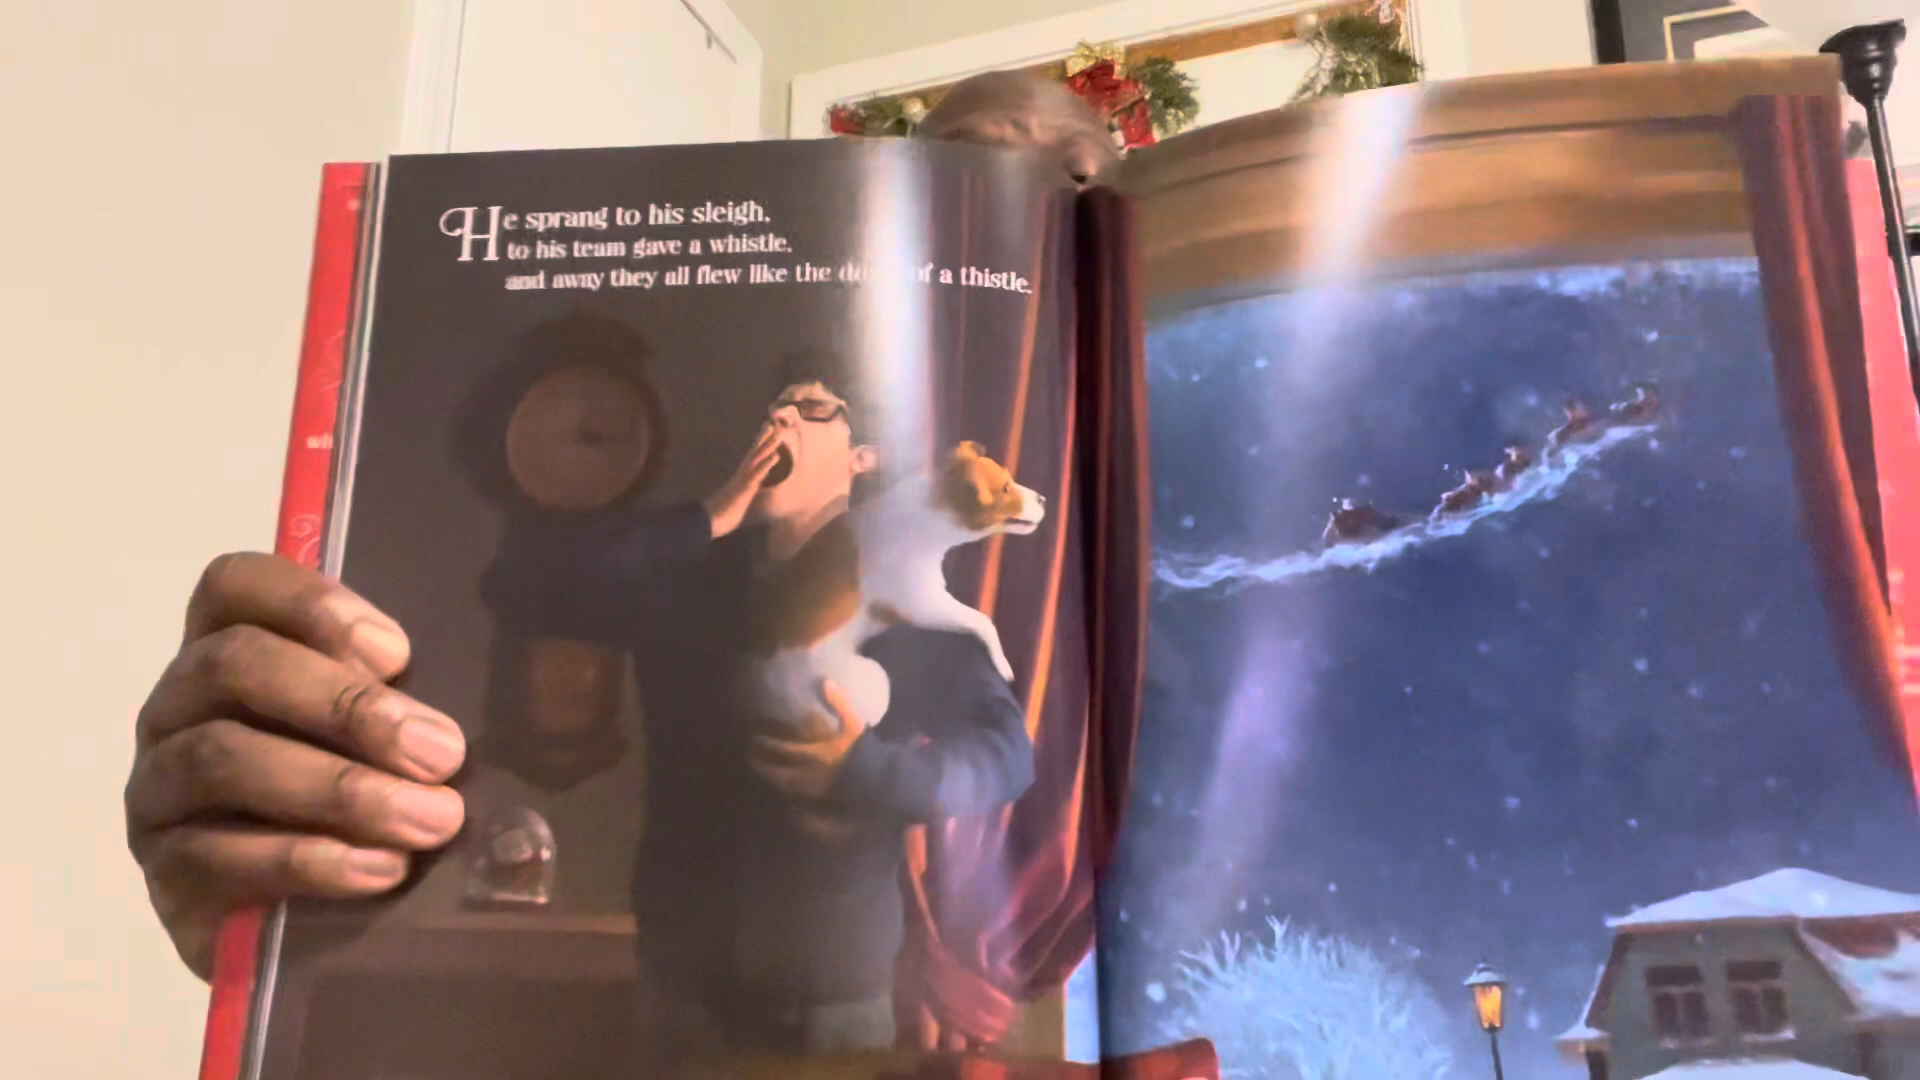 He sprang to his sleigh,
to his team gave a whistle,
and away they all flew like the of a thistle.